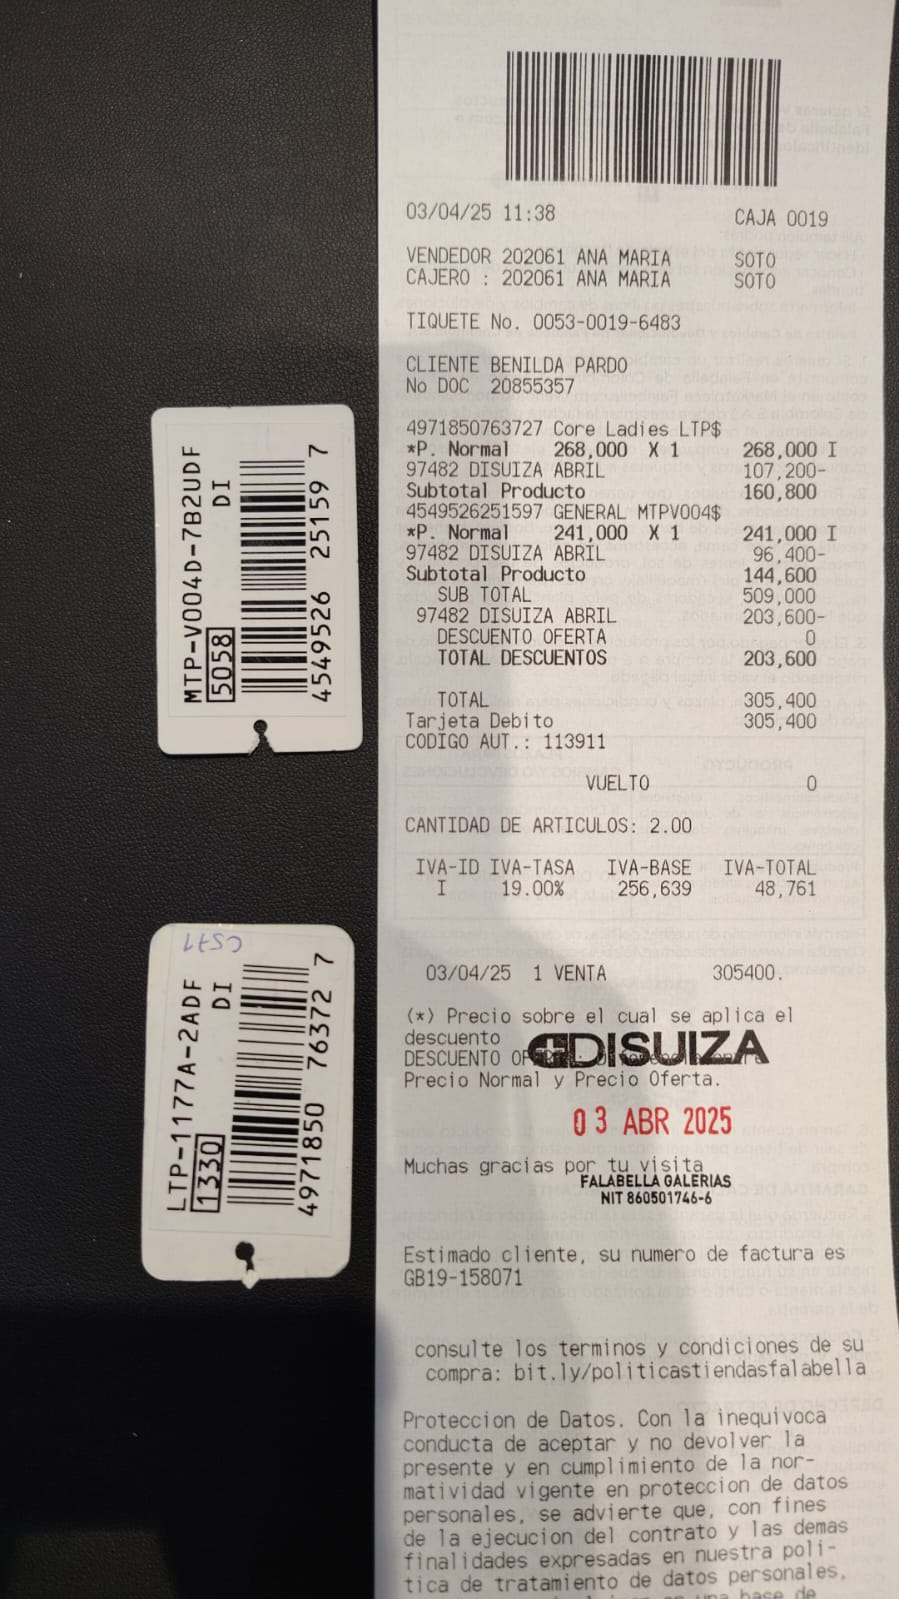 MTP-V004D-7B2UDF
DI
5058
4549526 25159 7
CS71
LTP-1177A-2ADF
DI
1330
4971850 76372 7
03/04/25 11:38 CAJA 0019
VENDEDOR 202061 ANA MARIA SOTO
CAJERO : 202061 ANA MARIA SOTO
TIQUETE No. 0053-0019-6483
CLIENTE BENILDA PARDO
No DOC 20855357
4971850763727 Core Ladies LTP$
*P. Normal 268,000 X 1 268,000 I
97482 DISUIZA ABRIL 107,200-
Subtotal Producto 160,800
4549526251597 GENERAL MTPV004$
*P. Normal 241,000 X 1 241,000 I
97482 DISUIZA ABRIL 96,400-
Subtotal Producto 144,600
SUB TOTAL 509,000
97482 DISUIZA ABRIL 203,600-
DESCUENTO OFERTA 0
TOTAL DESCUENTOS 203,600
TOTAL 305,400
Tarjeta Debito 305,400
CODIGO AUT.: 113911
VUELTO 0
CANTIDAD DE ARTICULOS: 2.00
IVA-ID IVA-TASA IVA-BASE IVA-TOTAL
I 19.00% 256,639 48,761
03/04/25 1 VENTA 305400.
(*) Precio sobre el cual se aplica el
descuento
DISUIZA
DESCUENTO
Precio Normal y Precio Oferta.
03 ABR 2025
Muchas gracias por tu visita
FALABELLA GALERIAS
NIT 860501746-6
Estimado cliente, su numero de factura es
GB19-158071
consulte los terminos y condiciones de su
compra: bit.ly/politicastiendasfalabella
Proteccion de Datos. Con la inequivoca
conducta de aceptar y no devolver la
presente y en cumplimiento de la nor-
matividad vigente en proteccion de datos
personales, se advierte que, con fines
de la ejecucion del contrato y las demas
finalidades expresadas en nuestra poli-
tica de tratamiento de datos personales,
una base de